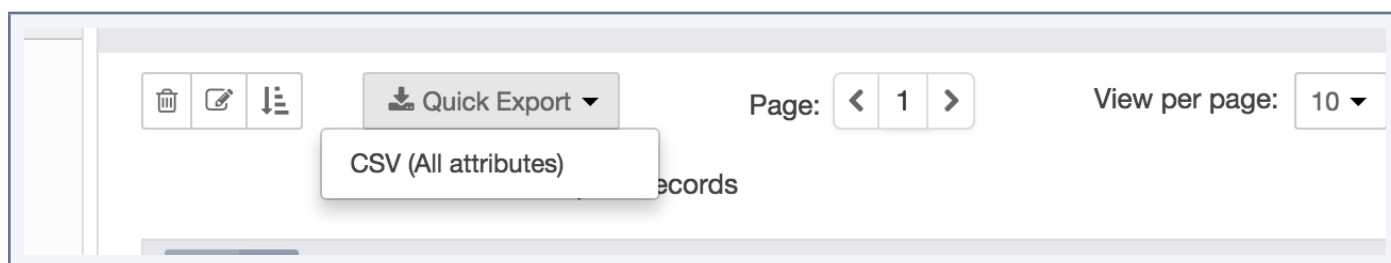 Quick Export
Page: 1
View per page: 10
CSV (All attributes)
ecords